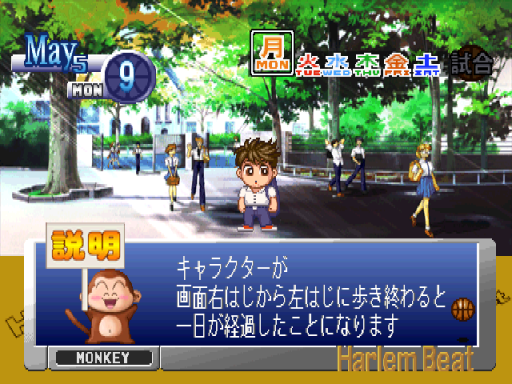 May 5
9
MON
月 火 水 木 金 土 試合
MON TUE WED THU FRI SAT
説明
キャラクターが
画面右はじから左はじに歩き終わると
一日が経過したことになります
MONKEY
Harlem Beat